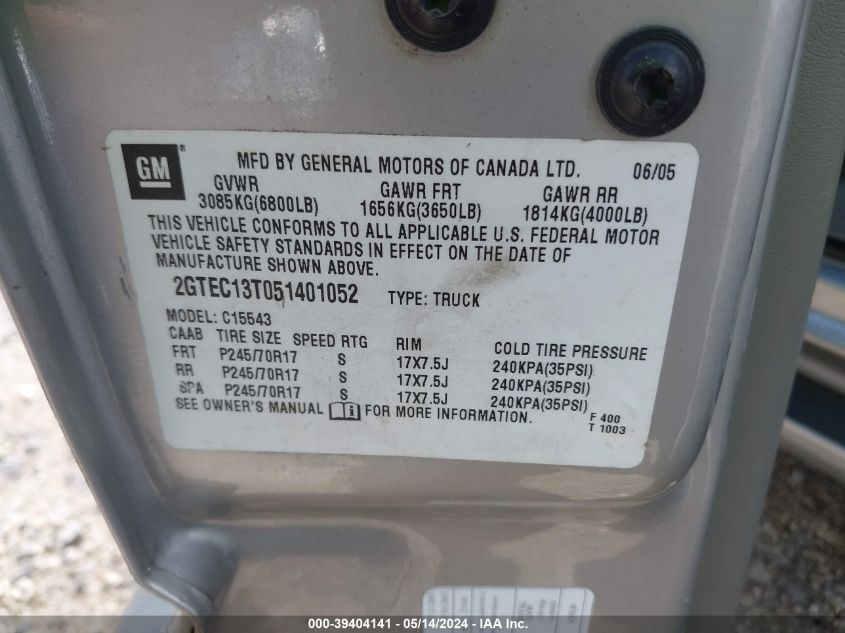 GM ® MFD BY GENERAL MOTORS OF CANADA LTD. 06/05
GVWR GAWR FRT GAWR RR
3085KG(6800LB) 1656KG(3650LB) 1814KG(4000LB)
THIS VEHICLE CONFORMS TO ALL APPLICABLE U.S. FEDERAL MOTOR
VEHICLE SAFETY STANDARDS IN EFFECT ON THE DATE OF
MANUFACTURE SHOWN ABOVE.
2GTEC13T051401052 TYPE: TRUCK
MODEL: C15543
CAAB TIRE SIZE SPEED RTG RIM COLD TIRE PRESSURE
FRT P245/70R17 S 17X7.5J 240KPA(35PSI)
RR P245/70R17 S 17X7.5J 240KPA(35PSI)
SPA P245/70R17 S 17X7.5J 240KPA(35PSI)
SEE OWNER'S MANUAL FOR MORE INFORMATION. F 400
T 1003
000-39404141 - 05/14/2024 - IAA Inc.